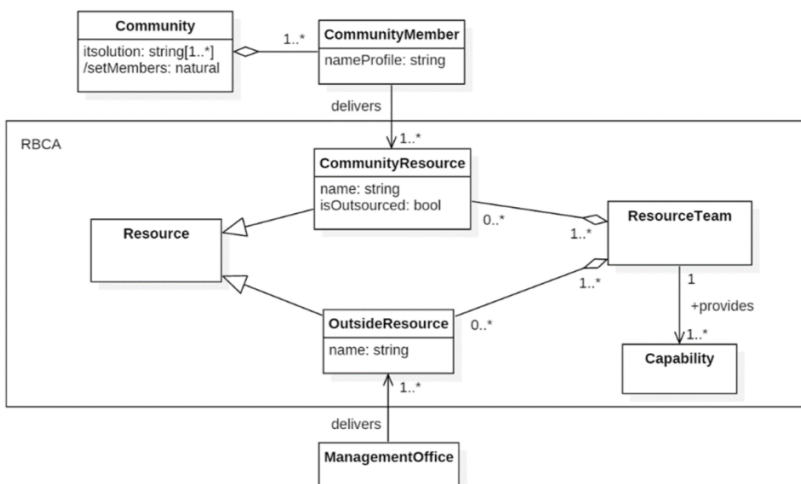 Community
itsolution: string[1..*]
/setMembers: natural
1..*
CommunityMember
nameProfile: string
delivers
1..*
RBCA
CommunityResource
name: string
isOutsourced: bool
0..*
1..*
ResourceTeam
Resource
1..*
1
+provides
1..*
OutsideResource
name: string
0..*
Capability
1..*
delivers
ManagementOffice